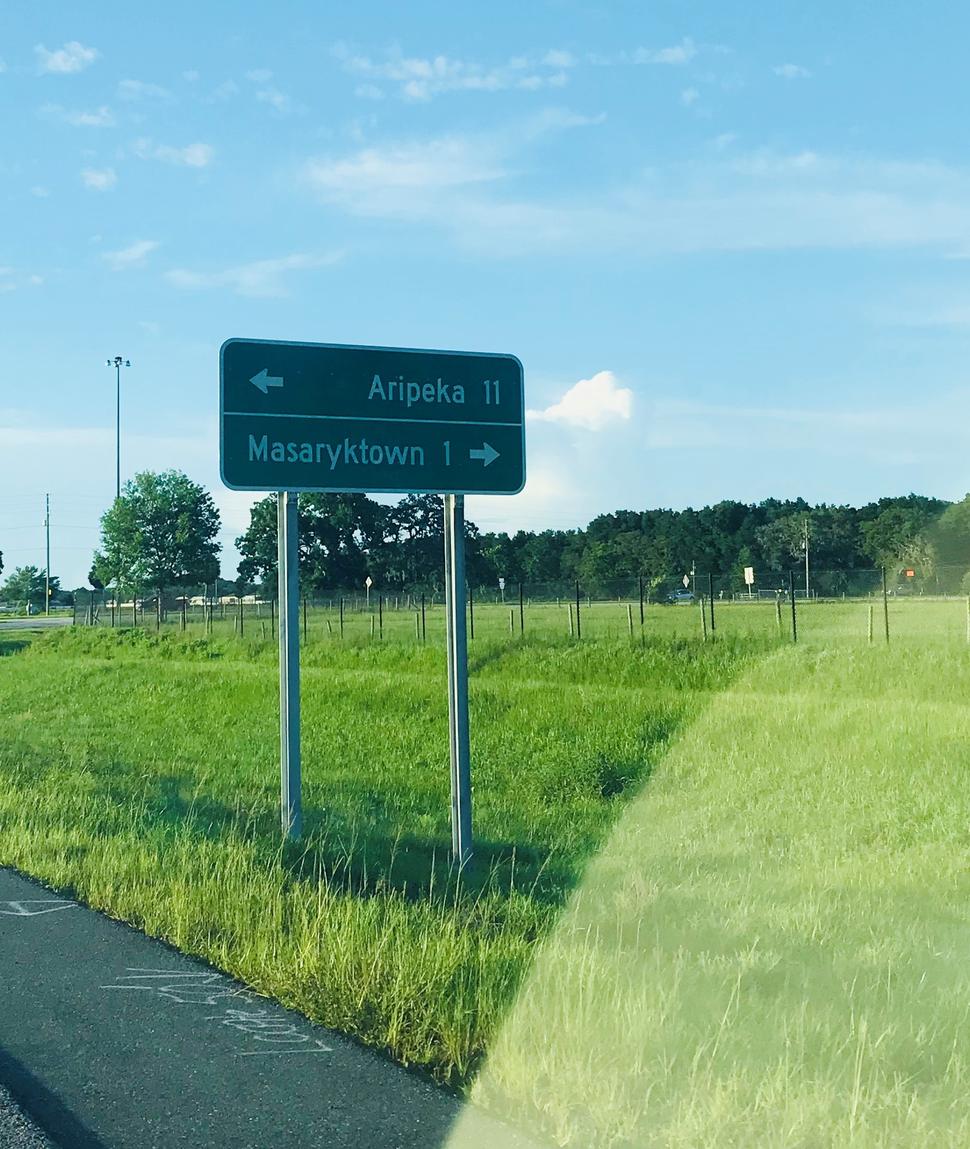 ← Aripeka 11
Masaryktown 1 →